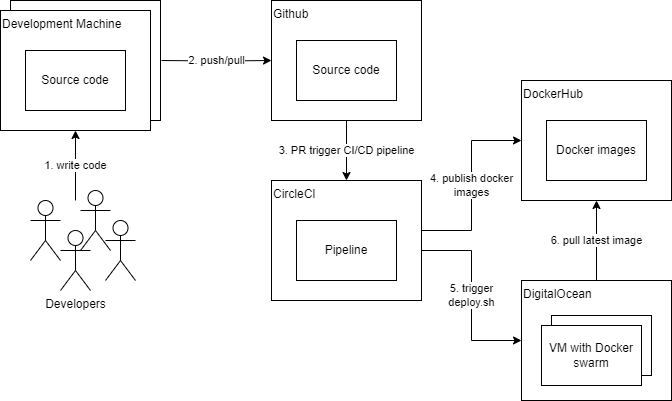 Development Machine
Source code
2. push/pull
Github
Source code
1. write code
Developers
3. PR trigger CI/CD pipeline
CircleCI
Pipeline
4. publish docker
images
DockerHub
Docker images
5. trigger
deploy.sh
6. pull latest image
DigitalOcean
VM with Docker
swarm